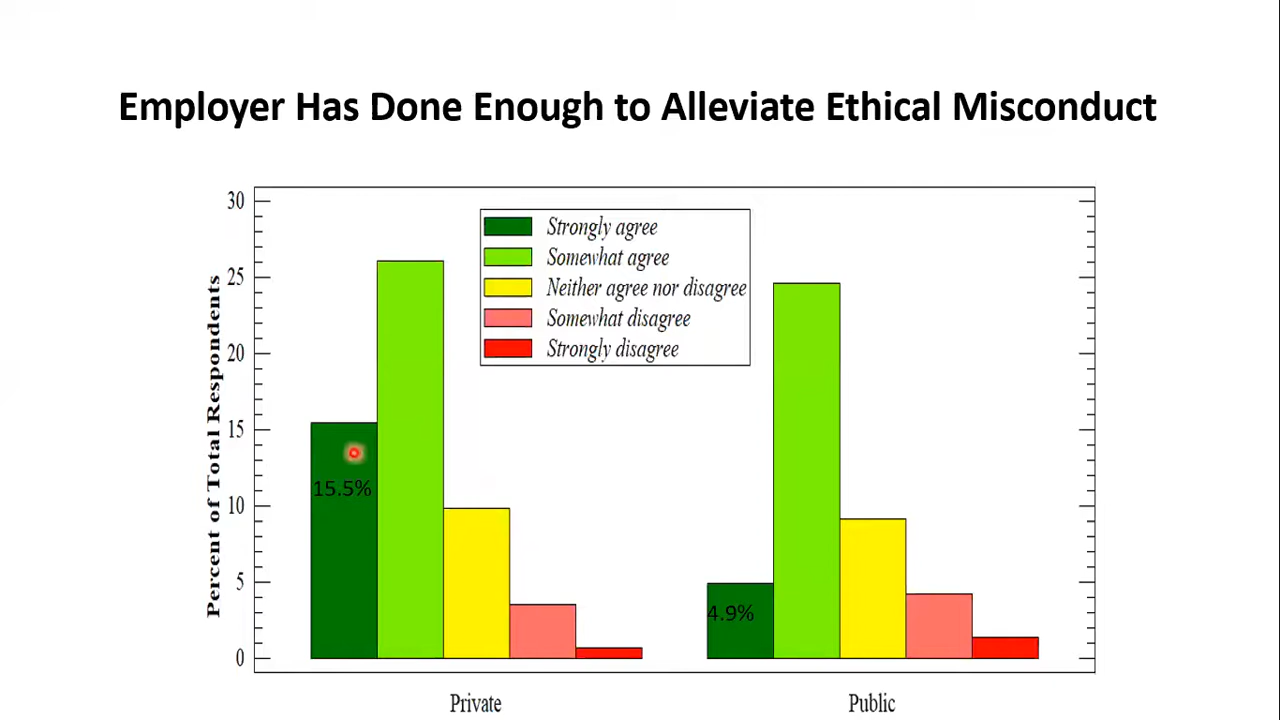 Employer Has Done Enough to Alleviate Ethical Misconduct
Percent of Total Respondents
30
25
20
15
10
5
0
Strongly agree
Somewhat agree
Neither agree nor disagree
Somewhat disagree
Strongly disagree
15.5%
4.9%
Private
Public